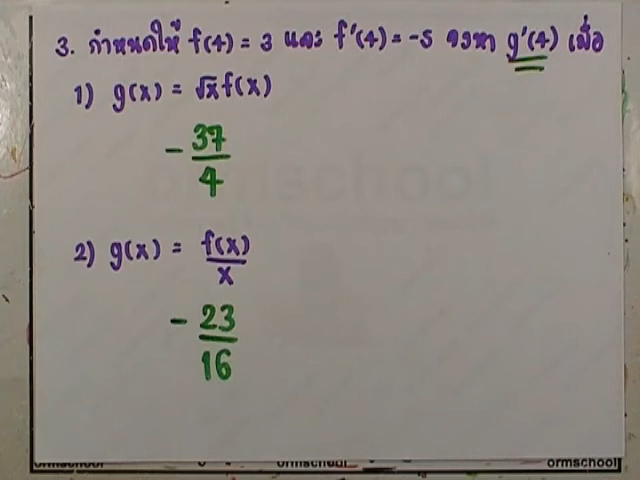 3. กำหนดให้ f(4) = 3 และ f'(4) = -5 จงหา g'(4) เมื่อ
1) g(x) = √x f(x)
- 37/4
2) g(x) = f(x)/x
- 23/16
ormschool
ormschool ormschool ormschool